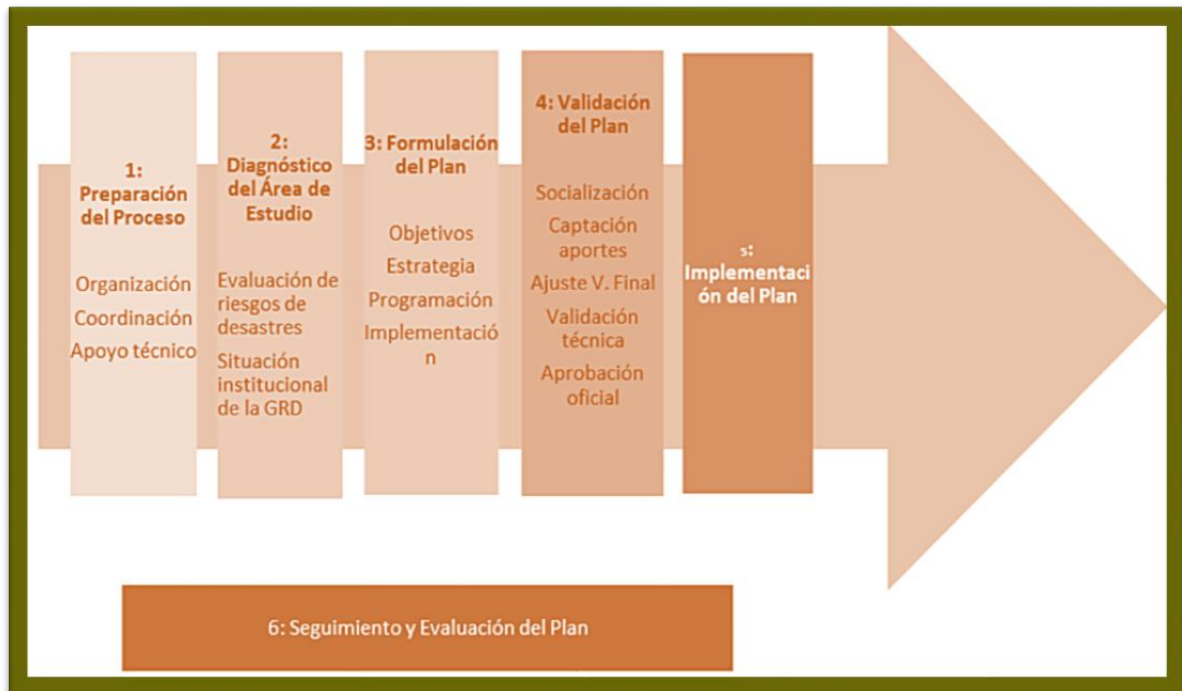 1:
Preparación
del Proceso
Organización
Coordinación
Apoyo técnico
2:
Diagnóstico
del Área de
Estudio
Evaluación de
riesgos de
desastres
Situación
institucional
de la GRD
3: Formulación
del Plan
Objetivos
Estrategia
Programación
Implementació
n
4: Validación
del Plan
Socialización
Captación
aportes
Ajuste V. Final
Validación
técnica
Aprobación
oficial
5:
Implementaci
ón del Plan
6: Seguimiento y Evaluación del Plan